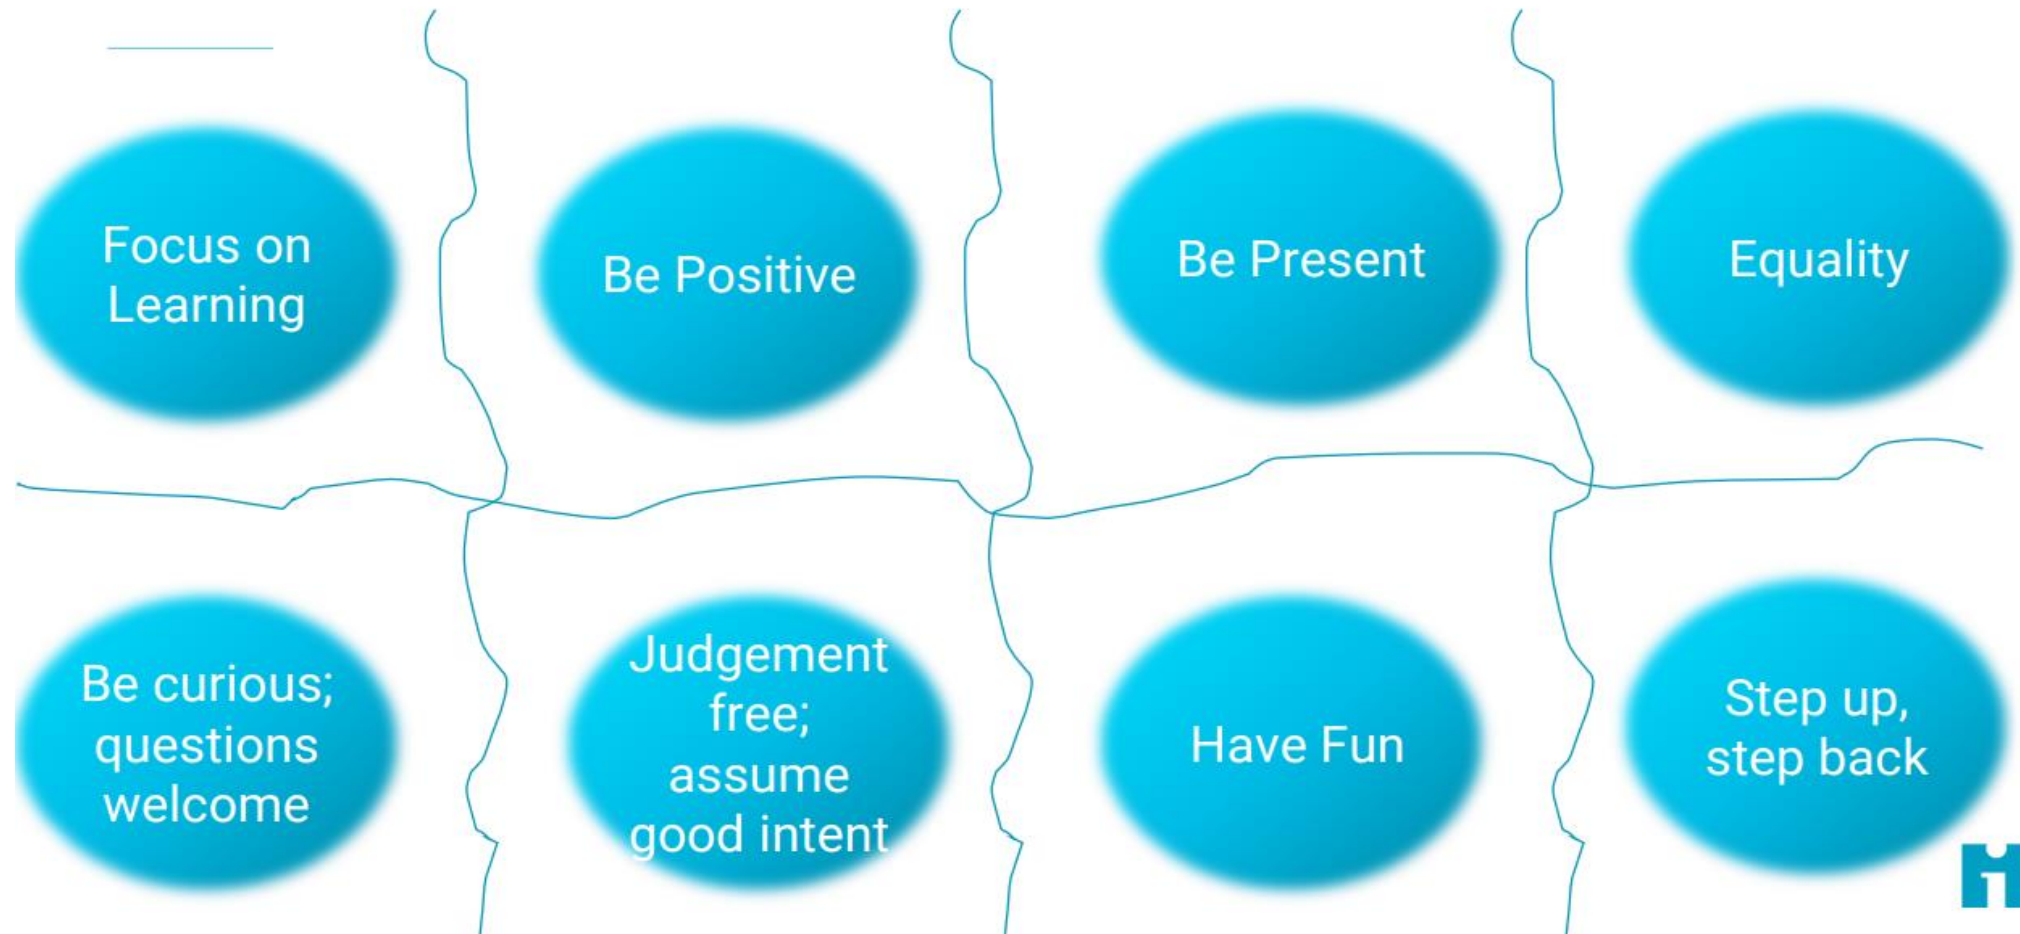 Focus on
Learning
Be Positive
Be Present
Equality
Be curious;
questions
welcome
Judgement
free;
assume
good intent
Have Fun
Step up,
step back